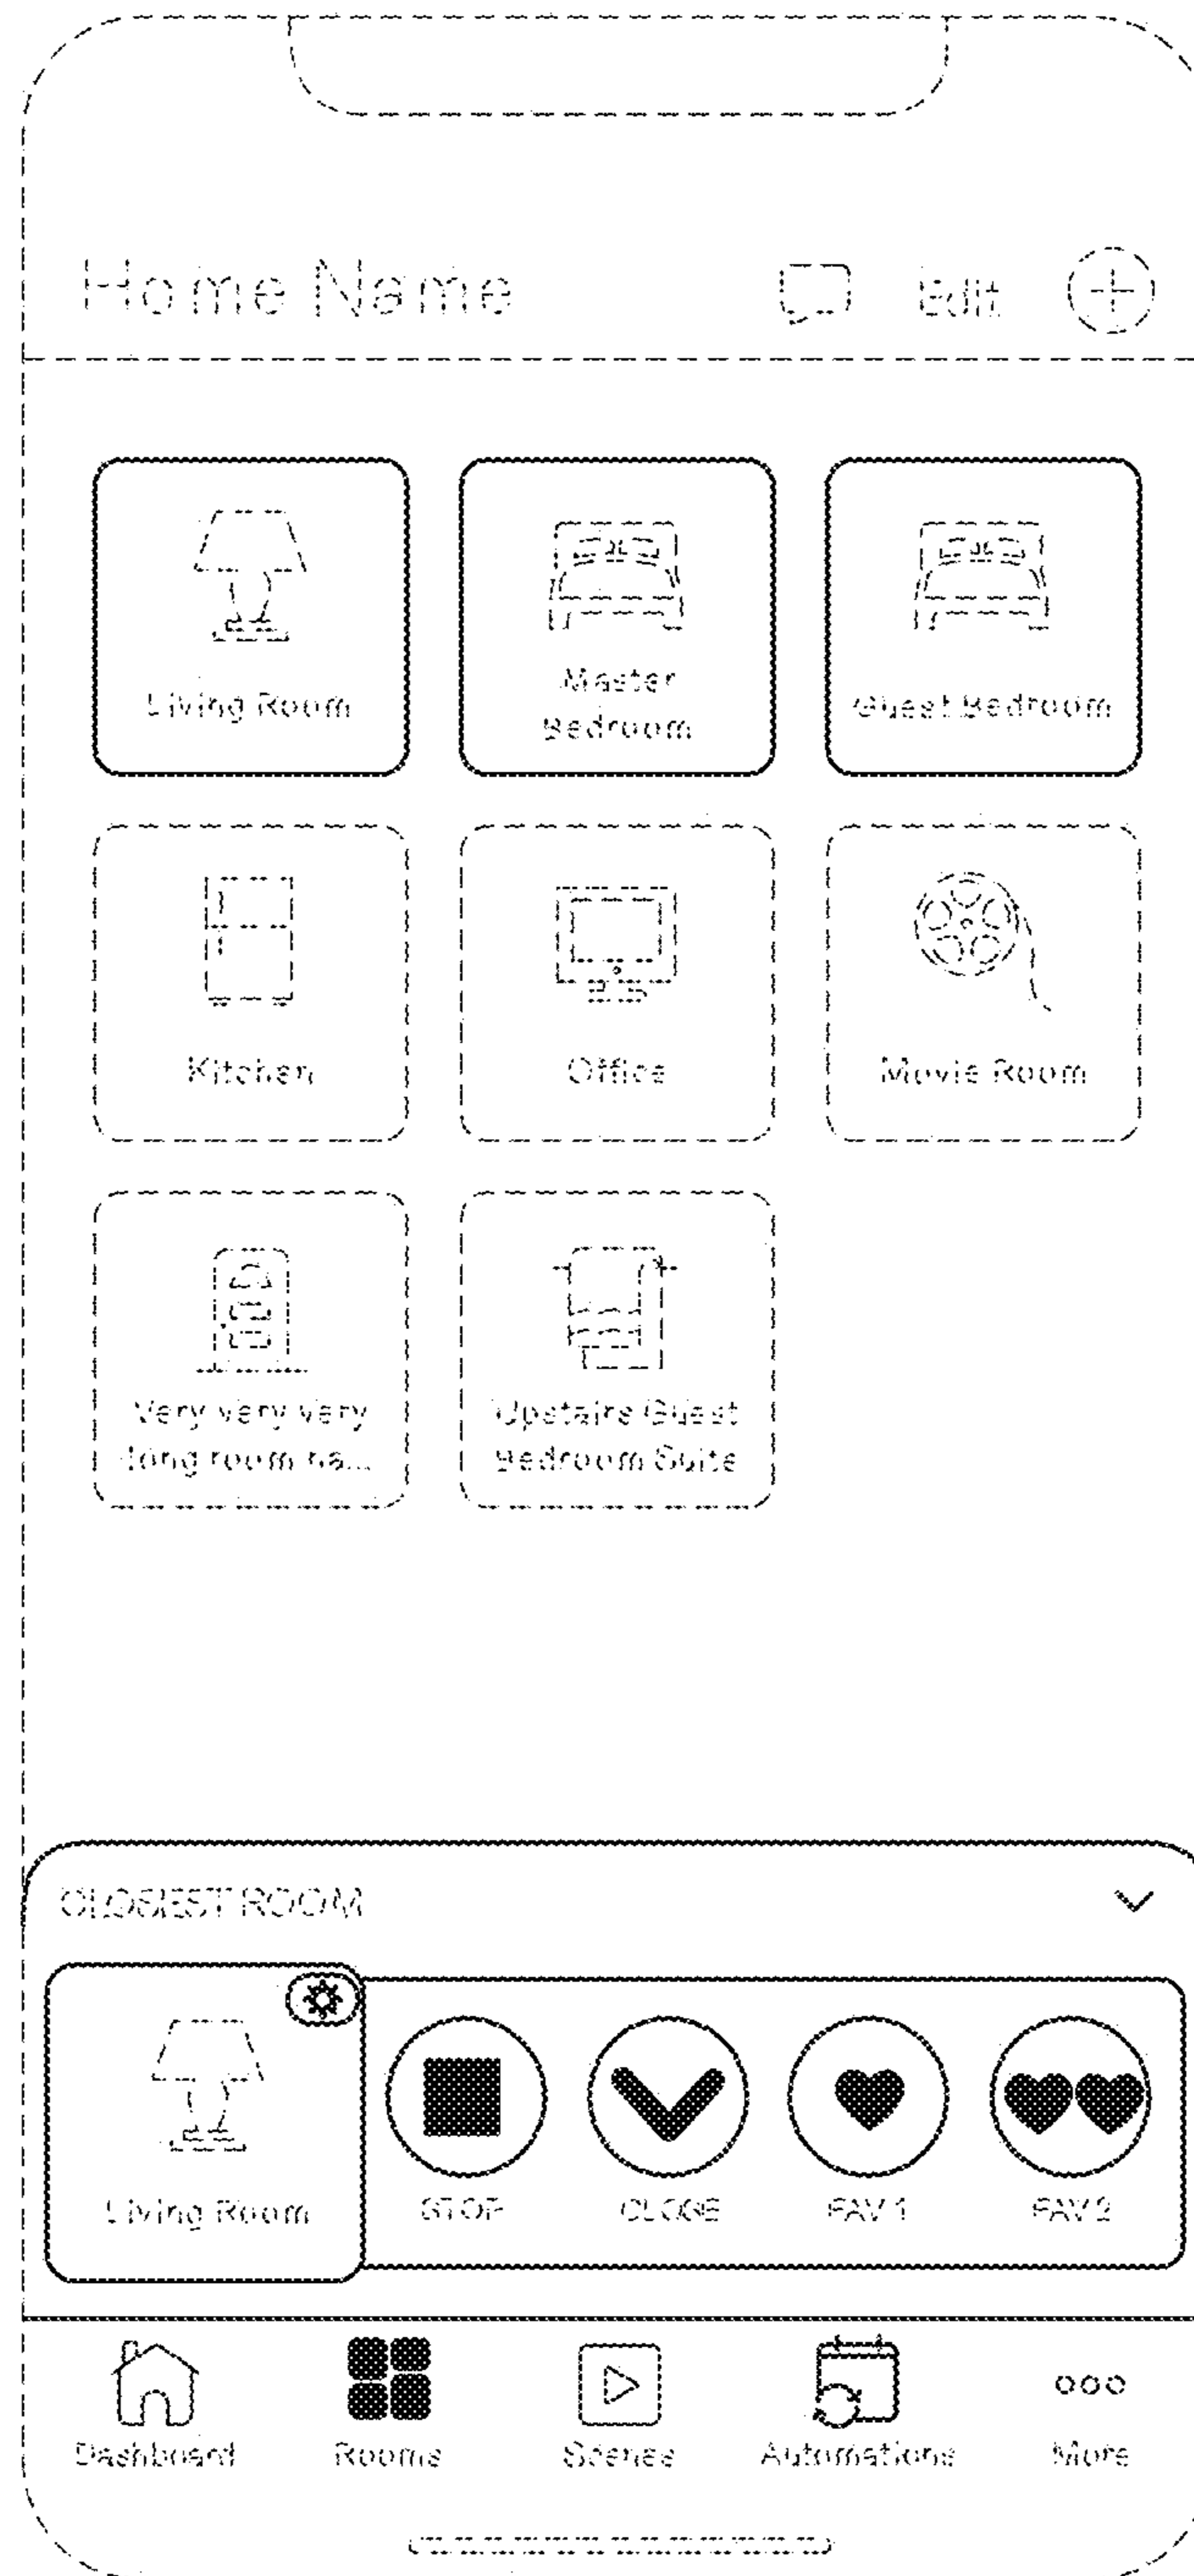 Home Name Edit
Living Room
Master
Bedroom
Guest Bedroom
Kitchen Office Movie Room
Very very very
long room na...
Upstairs Guest
Bedroom Suite
CLOSEST ROOM
Living Room STOP CLOSE FAV 1 FAV 2
Dashboard Rooms Scenes Automations More